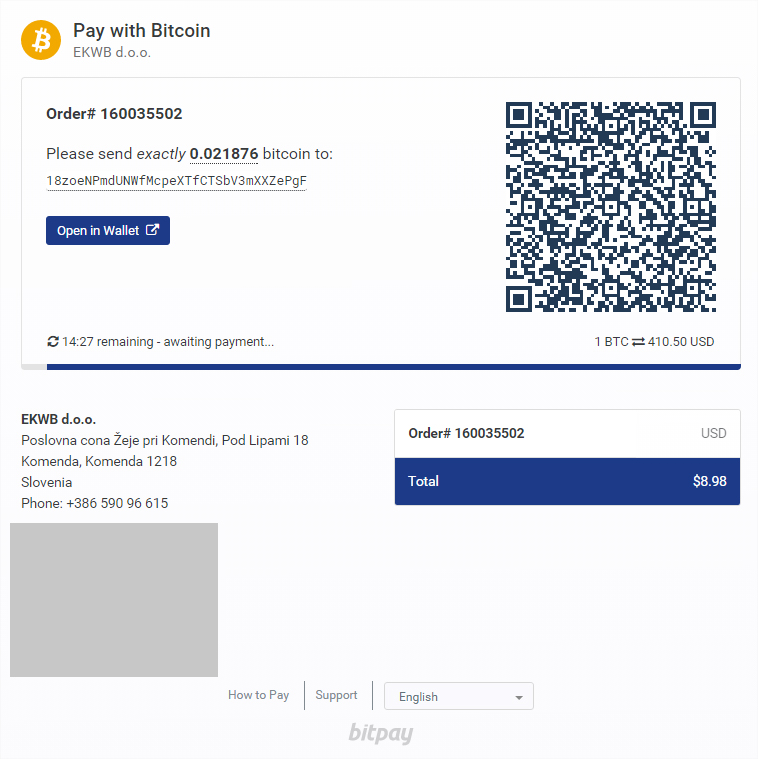 Pay with Bitcoin
EKWB d.o.o.
Order# 160035502
Please send exactly 0.021876 bitcoin to:
18zoeNPmdUNWfMcpeXTfCTSbV3mXXZePgF
Open in Wallet
14:27 remaining - awaiting payment...
1 BTC ⇄ 410.50 USD
EKWB d.o.o.
Poslovna cona Žeje pri Komendi, Pod Lipami 18
Komenda, Komenda 1218
Slovenia
Phone: +386 590 96 615
Order# 160035502 USD
Total $8.98
How to Pay Support English
bitpay